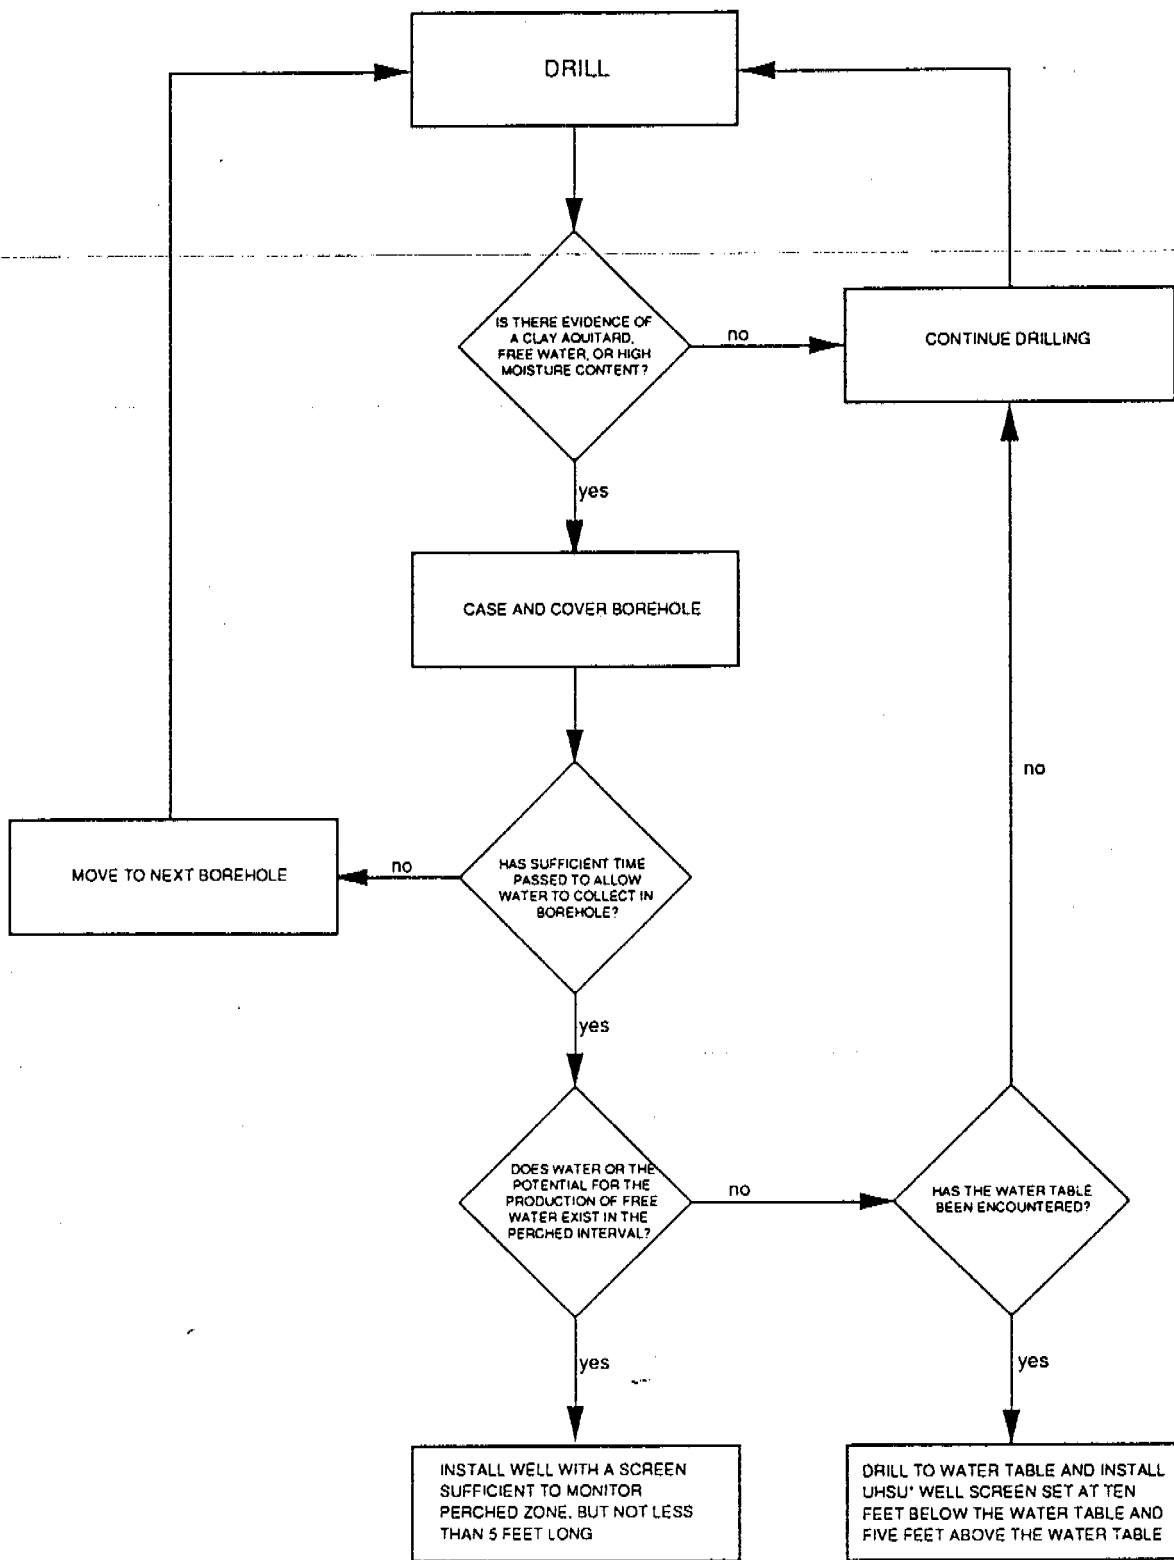 DRILL
IS THERE EVIDENCE OF
A CLAY AQUITARD,
FREE WATER, OR HIGH
MOISTURE CONTENT?
no
CONTINUE DRILLING
yes
CASE AND COVER BOREHOLE
no
MOVE TO NEXT BOREHOLE
no
HAS SUFFICIENT TIME
PASSED TO ALLOW
WATER TO COLLECT IN
BOREHOLE?
yes
DOES WATER OR THE
POTENTIAL FOR THE
PRODUCTION OF FREE
WATER EXIST IN THE
PERCHED INTERVAL?
no
HAS THE WATER TABLE
BEEN ENCOUNTERED?
yes
yes
INSTALL WELL WITH A SCREEN
SUFFICIENT TO MONITOR
PERCHED ZONE, BUT NOT LESS
THAN 5 FEET LONG
DRILL TO WATER TABLE AND INSTALL
UHSU* WELL SCREEN SET AT TEN
FEET BELOW THE WATER TABLE AND
FIVE FEET ABOVE THE WATER TABLE